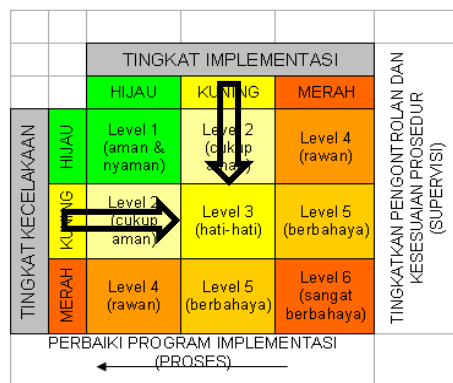 TINGKAT IMPLEMENTASI
HIJAU KUNING MERAH
TINGKAT KECELAKAAN
HIJAU
Level 1
(aman &
nyaman)
Level 2
(cukup
aman)
Level 4
(rawan)
KUNING
Level 2
(cukup
aman)
Level 3
(hati-hati)
Level 5
(berbahaya)
MERAH
Level 4
(rawan)
Level 5
(berbahaya)
Level 6
(sangat
berbahaya)
TINGKATKAN PENGONTROLAN DAN
KESESUAIAN PROSEDUR
(SUPERVISI)
PERBAIKI PROGRAM IMPLEMENTASI
(PROSES)